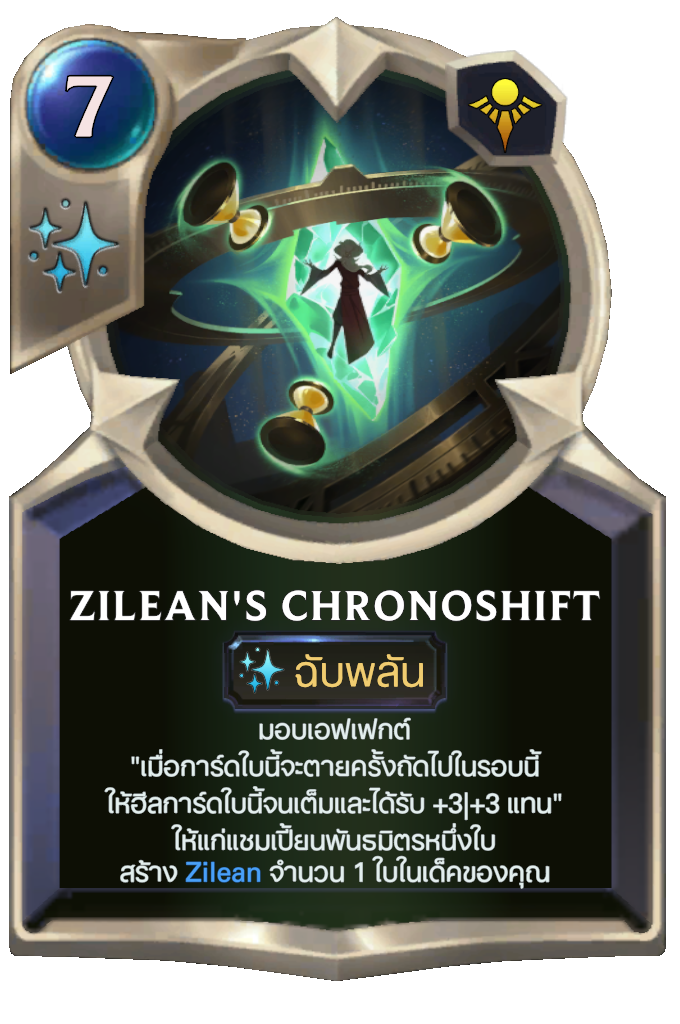 7
ZILEAN'S CHRONOSHIFT
ฉับพลัน
มอบเอฟเฟกต์
"เมื่อการ์ดใบนี้จะตายครั้งถัดไปในรอบนี้
ให้ฮีลการ์ดใบนี้จนเต็มและได้รับ +3|+3 แทน"
ให้แก่แชมเปี้ยนพันธมิตรหนึ่งใบ
สร้าง Zilean จำนวน 1 ใบในเด็คของคุณ